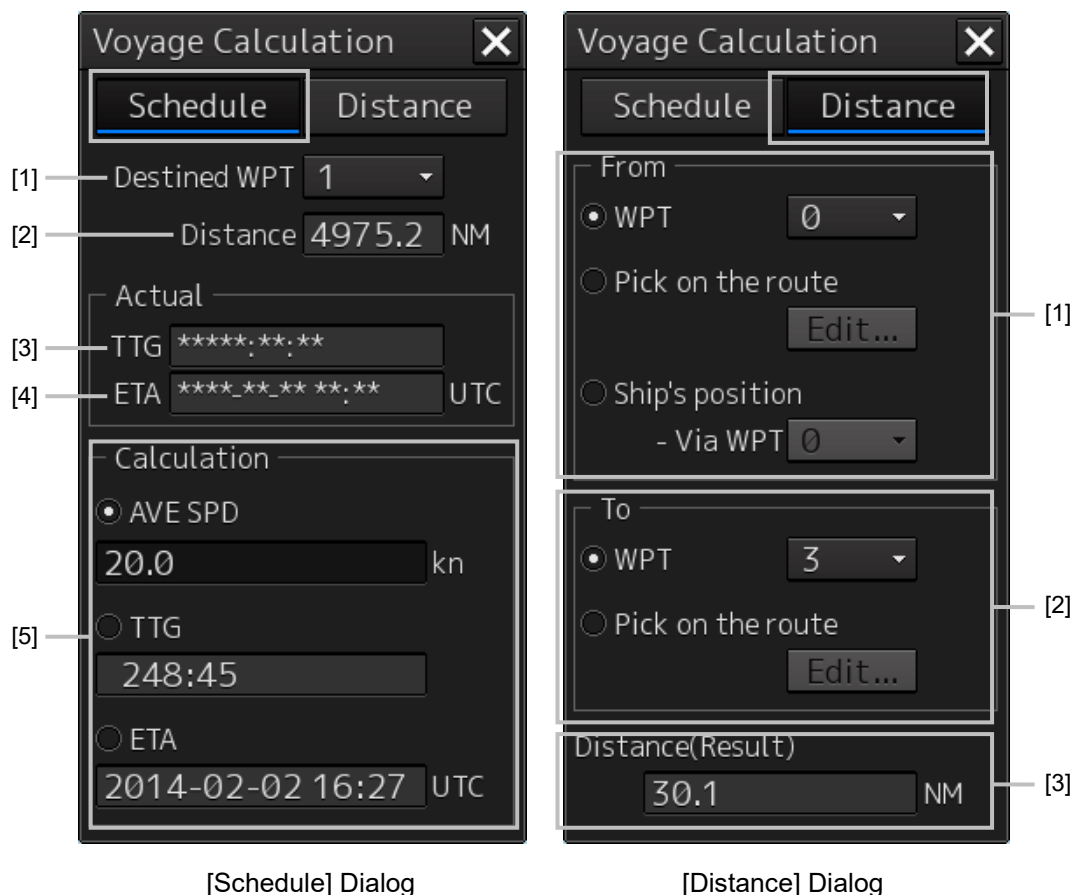 Voyage Calculation
Schedule Distance
[1] Destined WPT 1
[2] Distance 4975.2 NM
Actual
[3] TTG *****:**:**
[4] ETA ****-**-** **:** UTC
Calculation
AVE SPD
20.0 kn
[5] TTG
248:45
ETA
2014-02-02 16:27 UTC
[Schedule] Dialog
Voyage Calculation
Schedule Distance
From
WPT 0
Pick on the route
Edit... [1]
Ship's position
- Via WPT 0
To
WPT 3
[2]
Pick on the route
Edit...
Distance(Result)
30.1 NM [3]
[Distance] Dialog